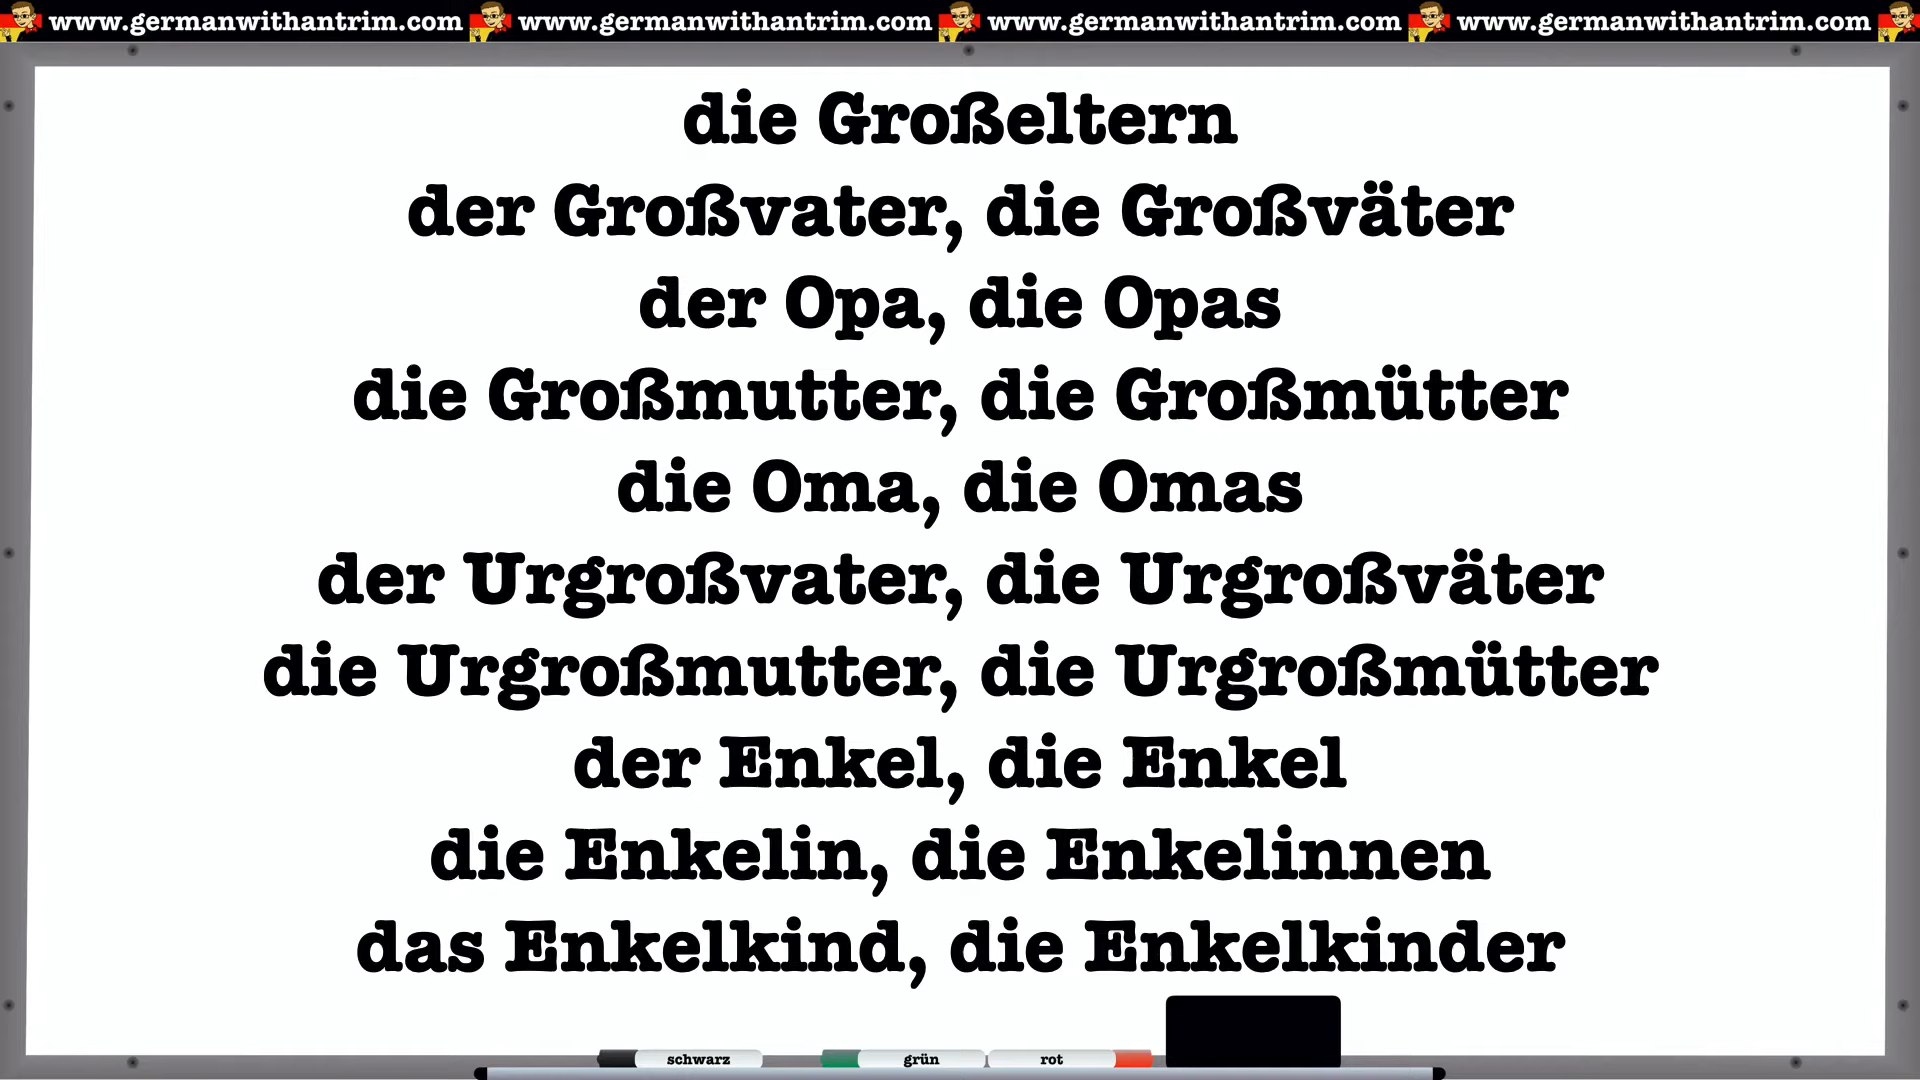 www.germanwithantrim.com www.germanwithantrim.com www.germanwithantrim.com www.germanwithantrim.com
die Großeltern
der Großvater, die Großväter
der Opa, die Opas
die Großmutter, die Großmütter
die Oma, die Omas
der Urgroßvater, die Urgroßväter
die Urgroßmutter, die Urgroßmütter
der Enkel, die Enkel
die Enkelin, die Enkelinnen
das Enkelkind, die Enkelkinder
schwarz grün rot